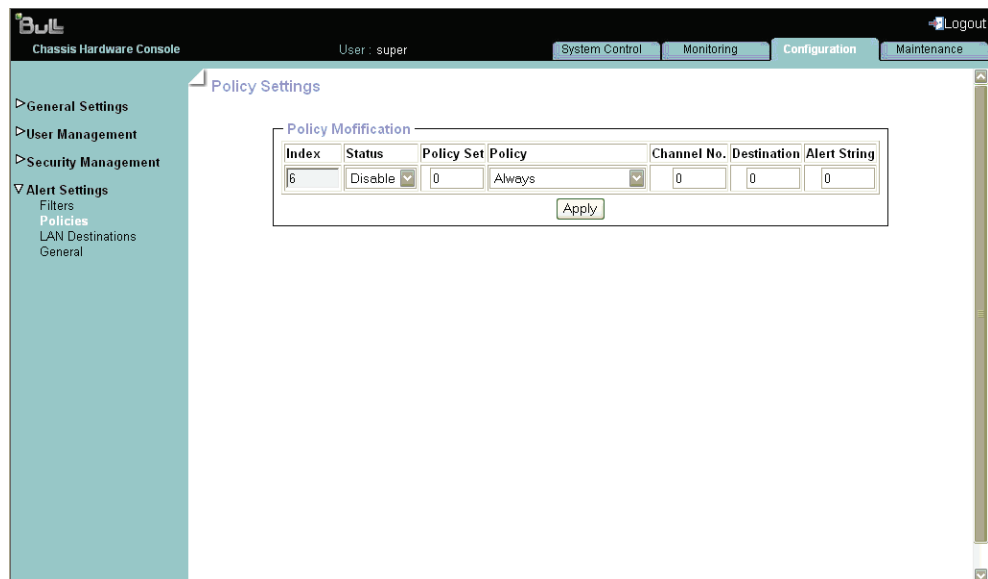 Bull
Logout
Chassis Hardware Console
User : super
System Control
Monitoring
Configuration
Maintenance
Policy Settings
General Settings
User Management
Security Management
Alert Settings
Filters
Policies
LAN Destinations
General
Policy Mofification
Index Status Policy Set Policy Channel No. Destination Alert String
6 Disable 0 Always 0 0 0
Apply